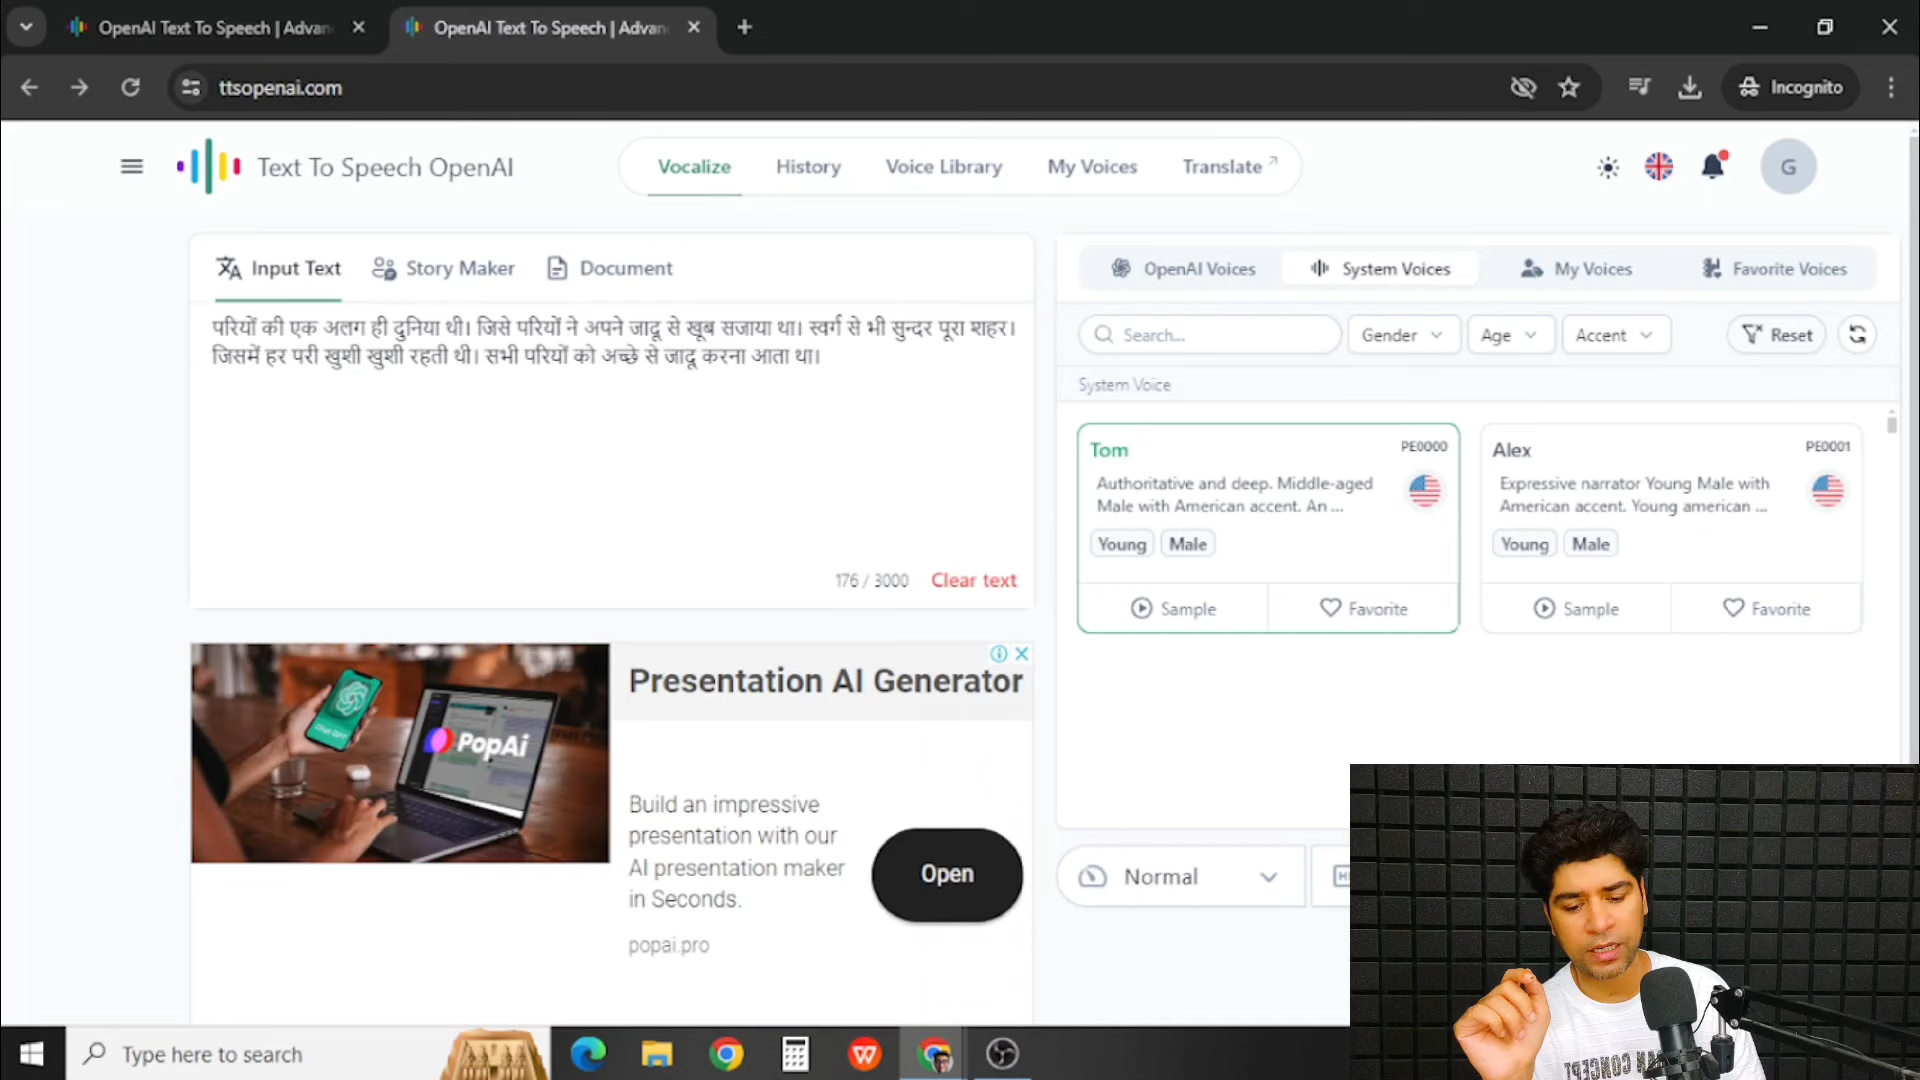 OpenAI Text To Speech | Advan
OpenAI Text To Speech | Advan
ttsopenai.com
Incognito
Text To Speech OpenAI
Vocalize
History
Voice Library
My Voices
Translate
G
Input Text
Story Maker
Document
परियों की एक अलग ही दुनिया थी। जिसे परियों ने अपने जादू से खूब सजाया था। स्वर्ग से भी सुन्दर पूरा शहर।
जिसमें हर परी खुशी खुशी रहती थी। सभी परियों को अच्छे से जादू करना आता था।
176 / 3000
Clear text
OpenAI Voices
System Voices
My Voices
Favorite Voices
Search...
Gender
Age
Accent
Reset
System Voice
Tom
PE0000
Authoritative and deep. Middle-aged
Male with American accent. An ...
Young
Male
Sample
Favorite
Alex
PE0001
Expressive narrator Young Male with
American accent. Young american ...
Young
Male
Sample
Favorite
Presentation AI Generator
PopAi
Build an impressive
presentation with our
AI presentation maker
in Seconds.
popai.pro
Open
Normal
Type here to search